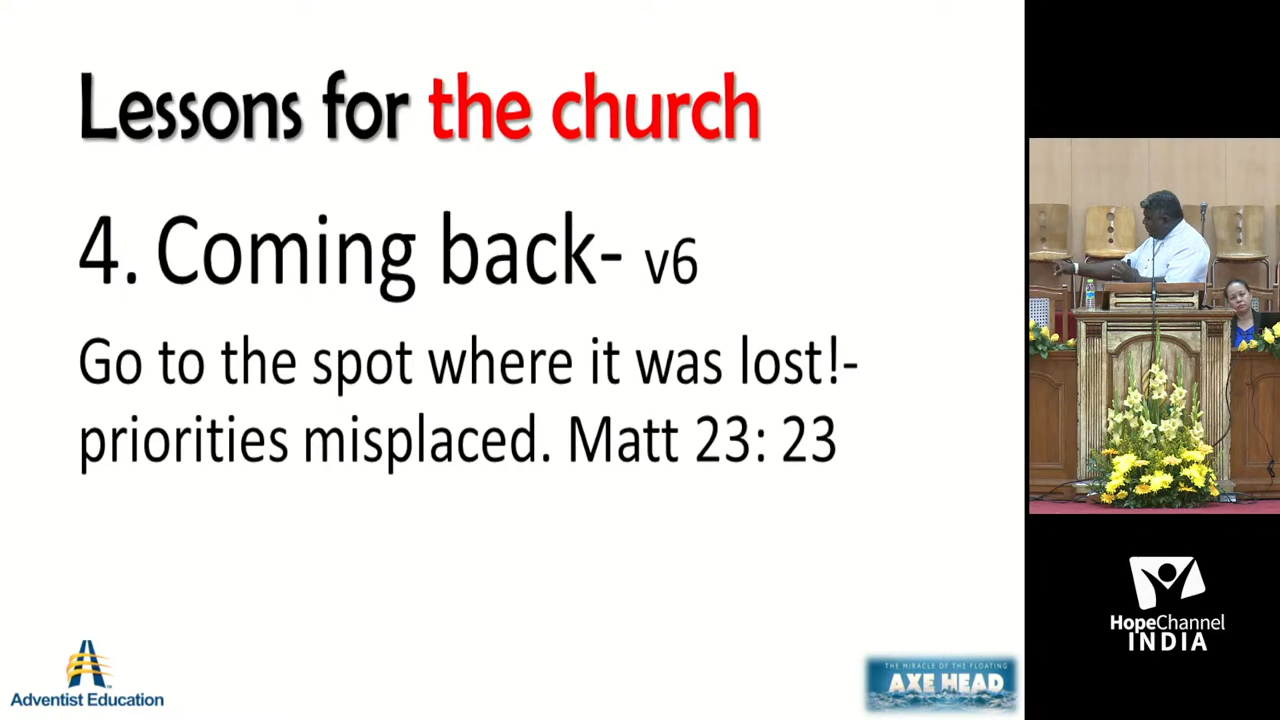 Lessons for the church
4. Coming back- v6
Go to the spot where it was lost!-
priorities misplaced. Matt 23: 23
Adventist Education
THE MIRACLE OF THE FLOATING
AXE HEAD
HopeChannel
INDIA